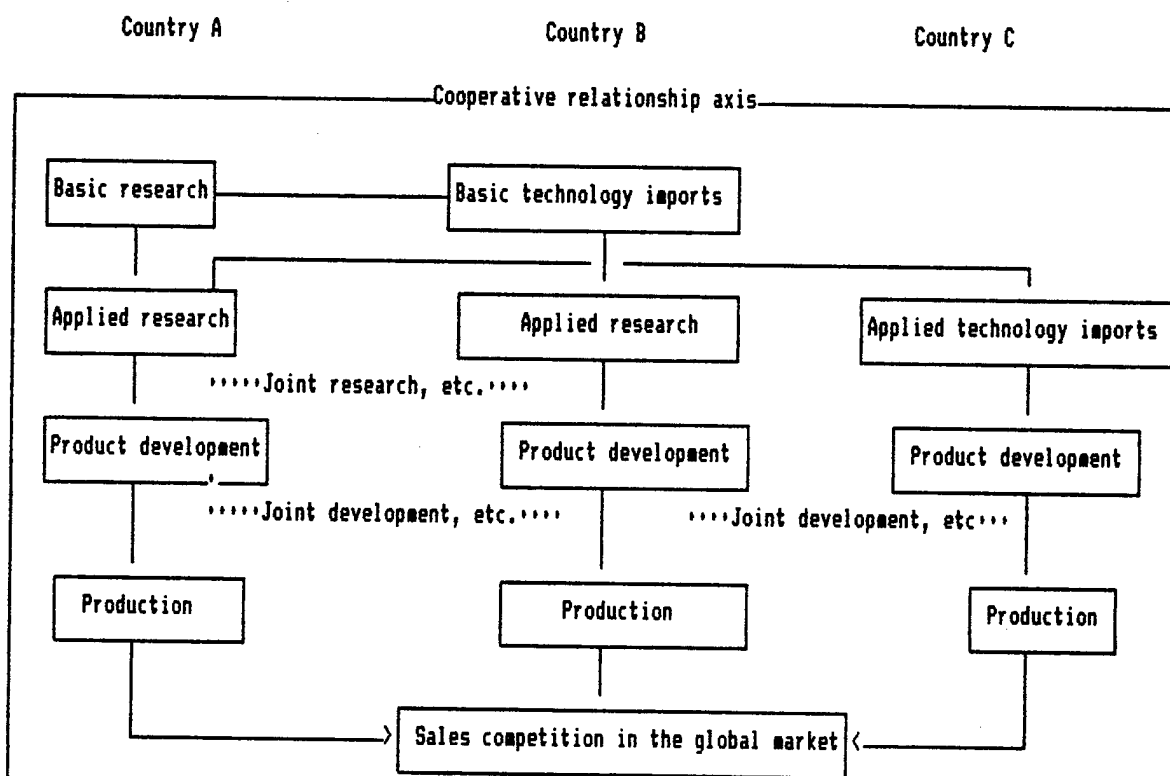 Country A
Country B
Country C
Cooperative relationship axis
Basic research
Basic technology imports
Applied research
Applied research
Applied technology imports
Joint research, etc.
Product development
Product development
Product development
Joint development, etc.
Joint development, etc
Production
Production
Production
Sales competition in the global market